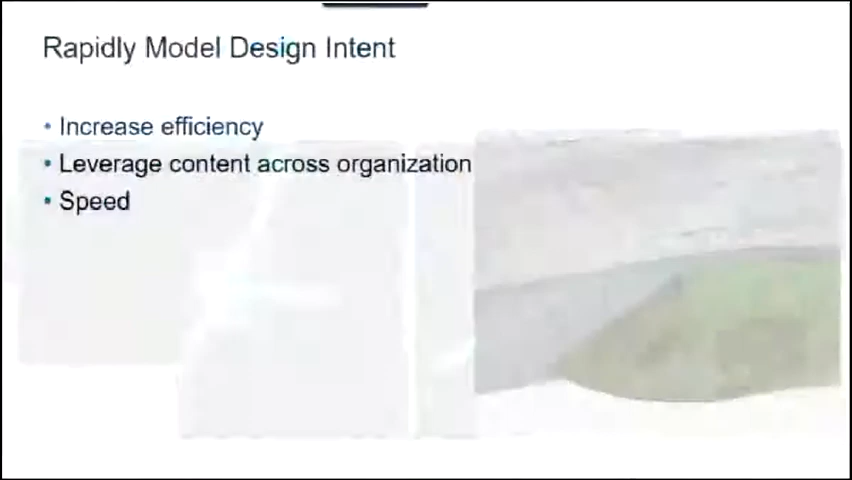 Rapidly Model Design Intent
• Increase efficiency
• Leverage content across organization
• Speed